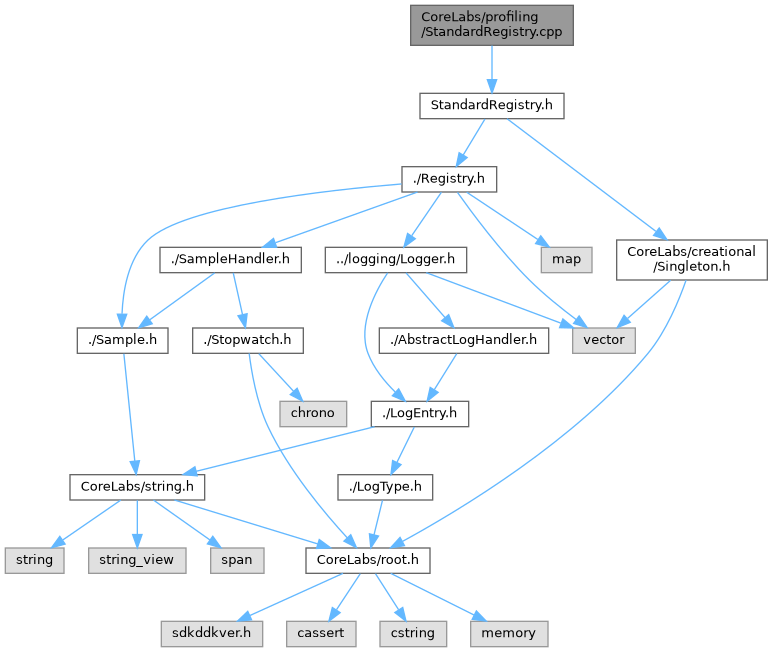 CoreLabs/profiling
/StandardRegistry.cpp
StandardRegistry.h
./Registry.h
CoreLabs/creational
/Singleton.h
./SampleHandler.h
../logging/Logger.h
map
./Sample.h
./Stopwatch.h
./AbstractLogHandler.h
vector
chrono
./LogEntry.h
CoreLabs/string.h
./LogType.h
string
string_view
span
CoreLabs/root.h
sdkddkver.h
cassert
cstring
memory